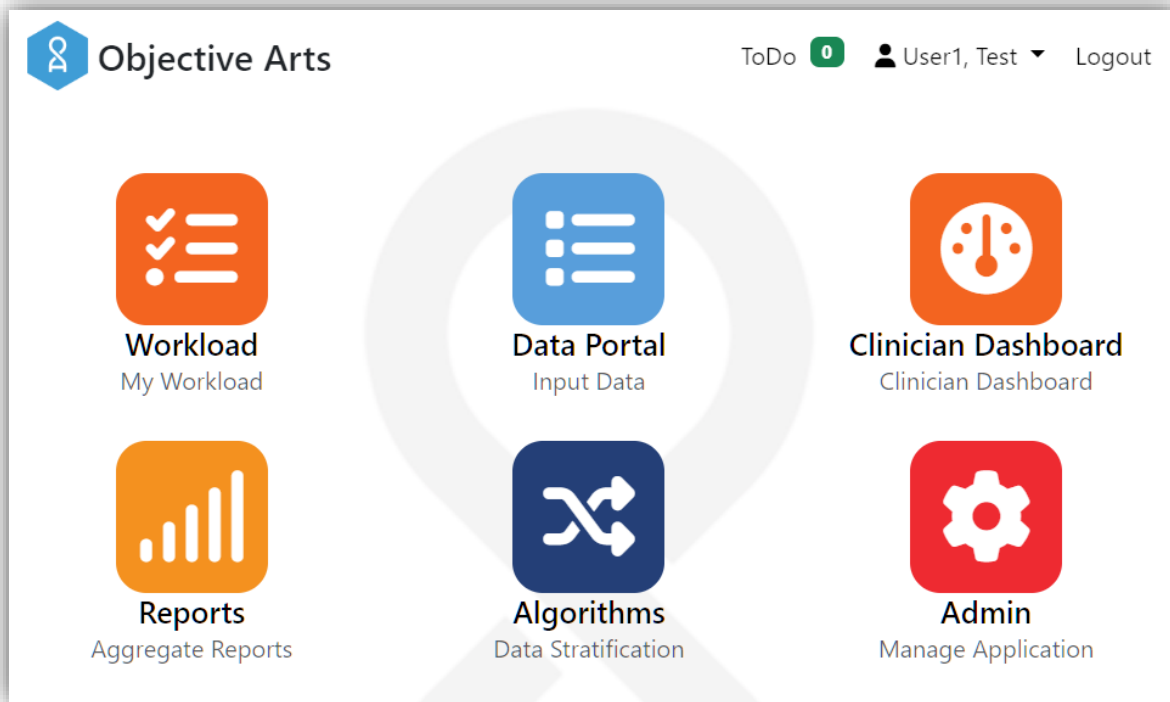 Objective Arts
ToDo 0 User1, Test Logout
Workload Data Portal Clinician Dashboard
My Workload Input Data Clinician Dashboard
Reports Algorithms Admin
Aggregate Reports Data Stratification Manage Application